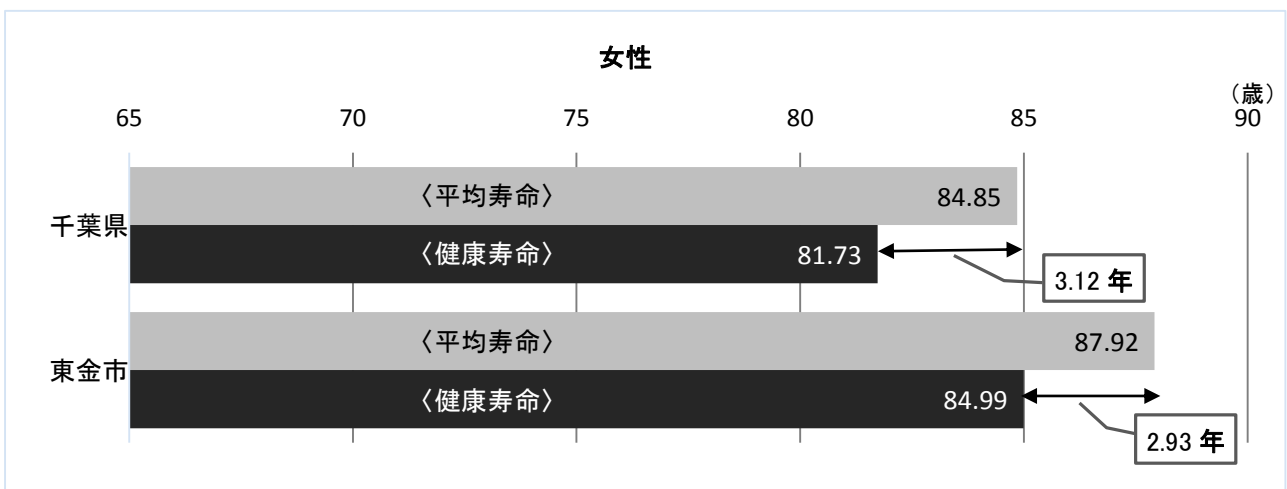 女性
(歳)
65 70 75 80 85 90
千葉県
〈平均寿命〉 84.85
〈健康寿命〉 81.73
3.12 年
東金市
〈平均寿命〉 87.92
〈健康寿命〉 84.99
2.93 年